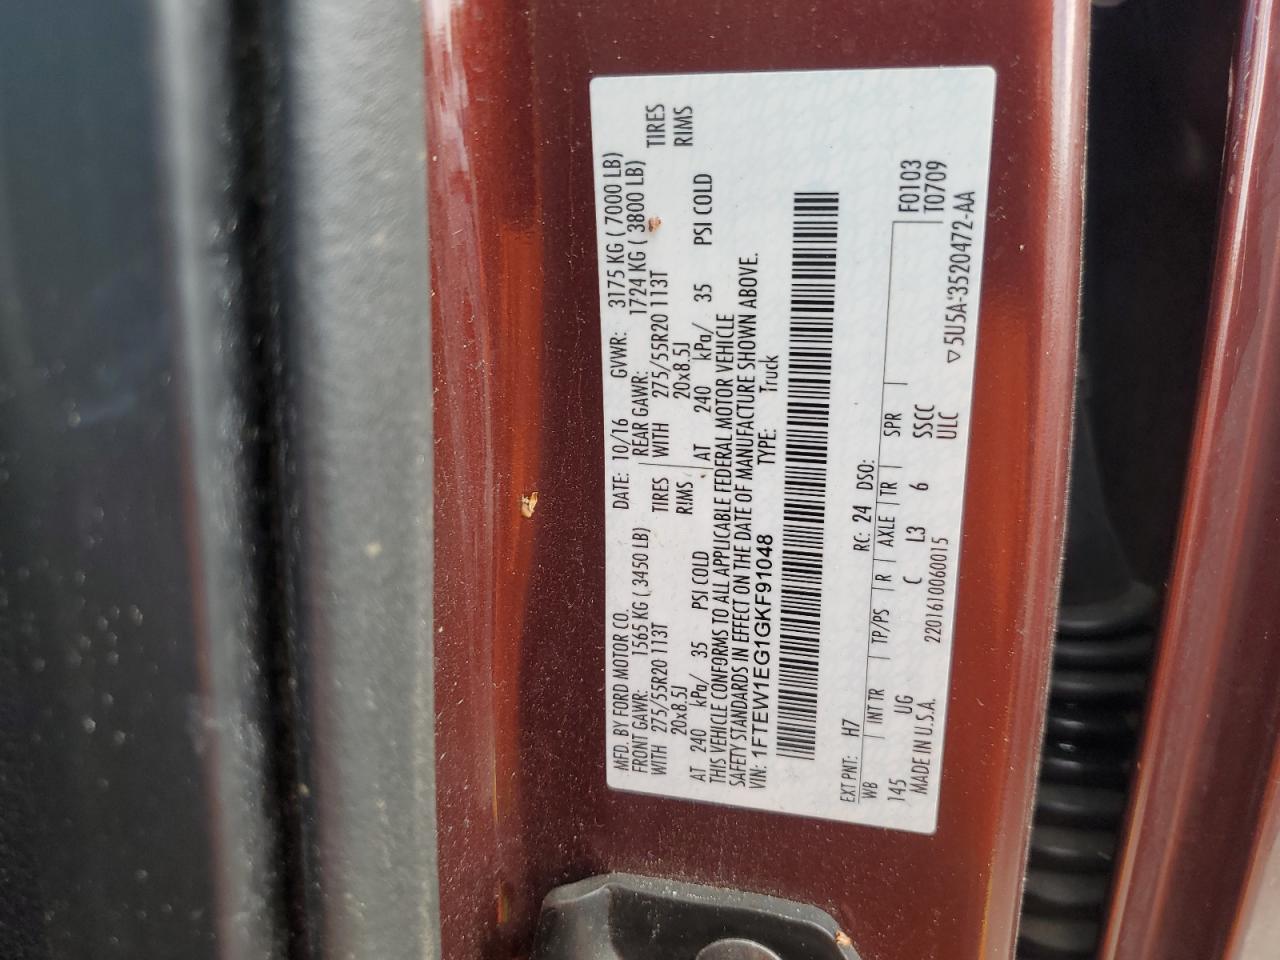 MFD. BY FORD MOTOR CO. DATE: 10/16 GVWR: 3175 KG ( 7000 LB)
FRONT GAWR: 1565 KG ( 3450 LB) REAR GAWR: 1724 KG ( 3800 LB)
WITH 275/55R20 113T TIRES WITH 275/55R20 113T TIRES
20x8.5J RIMS 20x8.5J RIMS
AT 240 kPa/ 35 PSI COLD AT 240 kPa/ 35 PSI COLD
THIS VEHICLE CONFORMS TO ALL APPLICABLE FEDERAL MOTOR VEHICLE
SAFETY STANDARDS IN EFFECT ON THE DATE OF MANUFACTURE SHOWN ABOVE.
VIN: 1FTEW1EG1GKF91048 TYPE: Truck
EXT PNT: H7 RC: 24 DSO:
WB INT TR TP/PS R AXLE TR SPR F0103
145 UG C L3 6 SSCC T0709
MADE IN U.S.A. 2201610060015 ULC ▽5U5A-3520472-AA